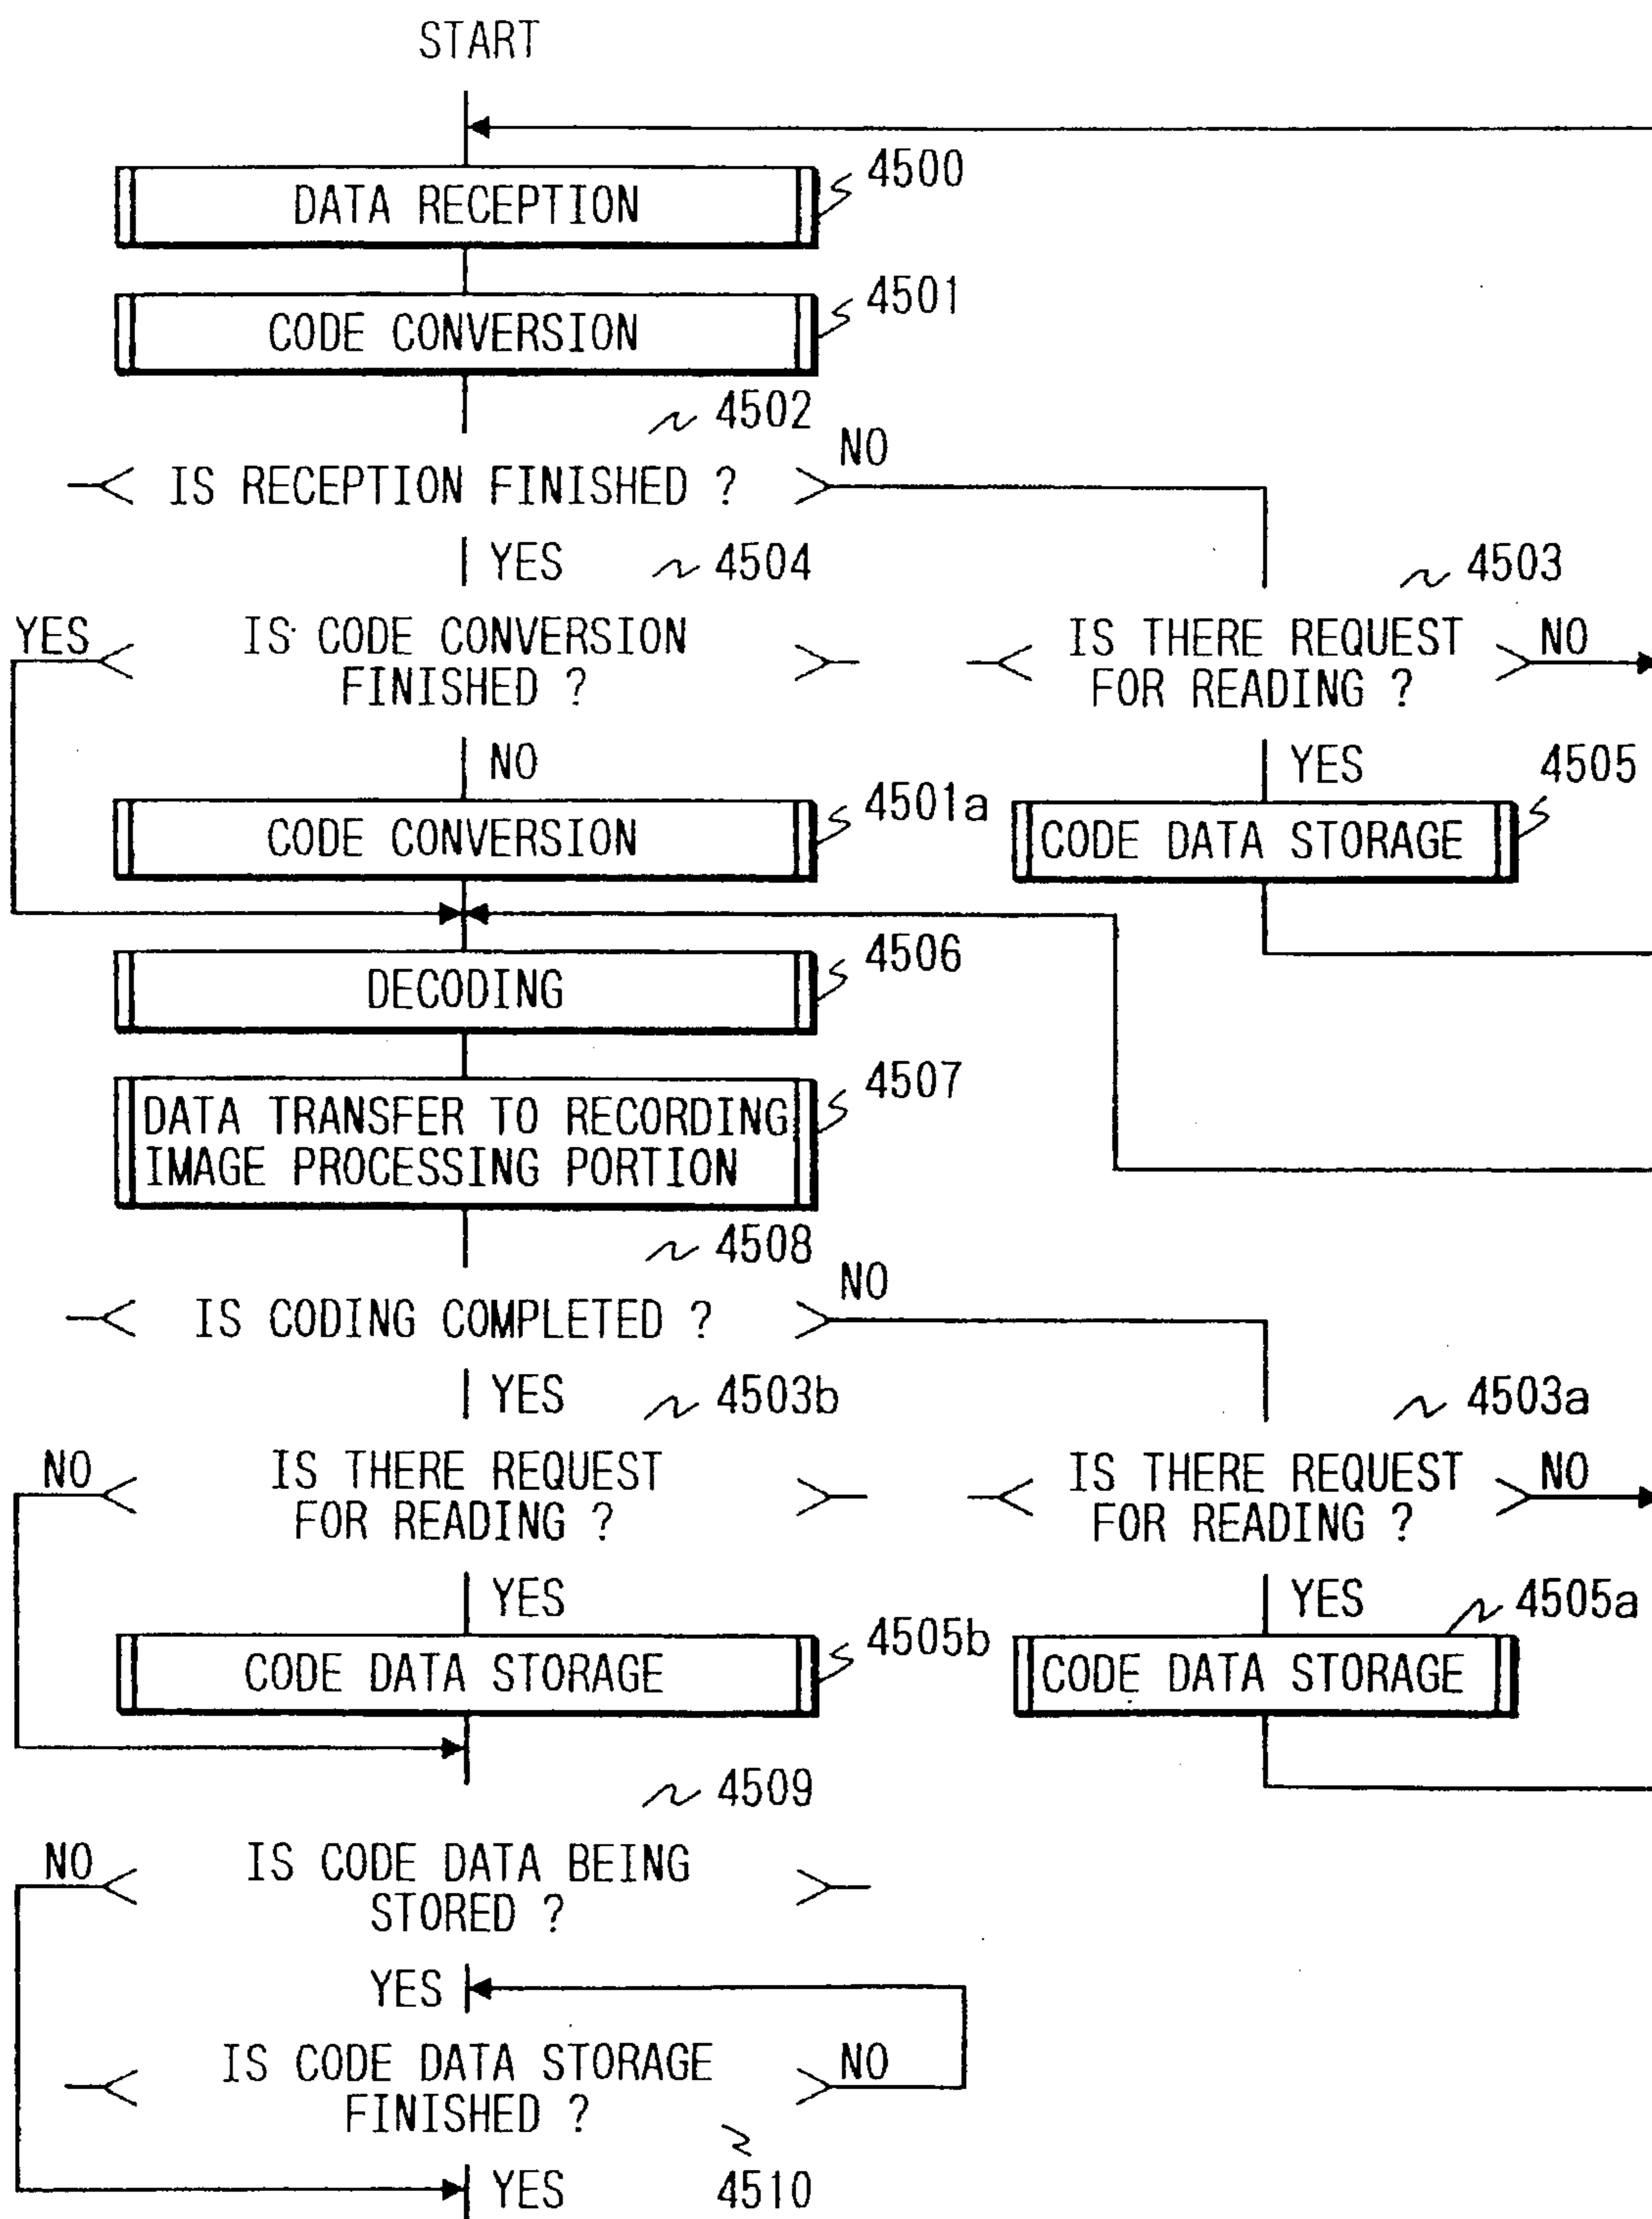 START
DATA RECEPTION
4500
CODE CONVERSION
4501
4502
IS RECEPTION FINISHED ?
NO
YES
4504
4503
YES
IS CODE CONVERSION
FINISHED ?
IS THERE REQUEST
FOR READING ?
NO
NO
YES
4505
CODE CONVERSION
4501a
CODE DATA STORAGE
DECODING
4506
DATA TRANSFER TO RECORDING
IMAGE PROCESSING PORTION
4507
4508
IS CODING COMPLETED ?
NO
YES
4503b
4503a
NO
IS THERE REQUEST
FOR READING ?
IS THERE REQUEST
FOR READING ?
NO
YES
YES
4505a
CODE DATA STORAGE
4505b
CODE DATA STORAGE
4509
NO
IS CODE DATA BEING
STORED ?
YES
IS CODE DATA STORAGE
FINISHED ?
NO
YES
4510